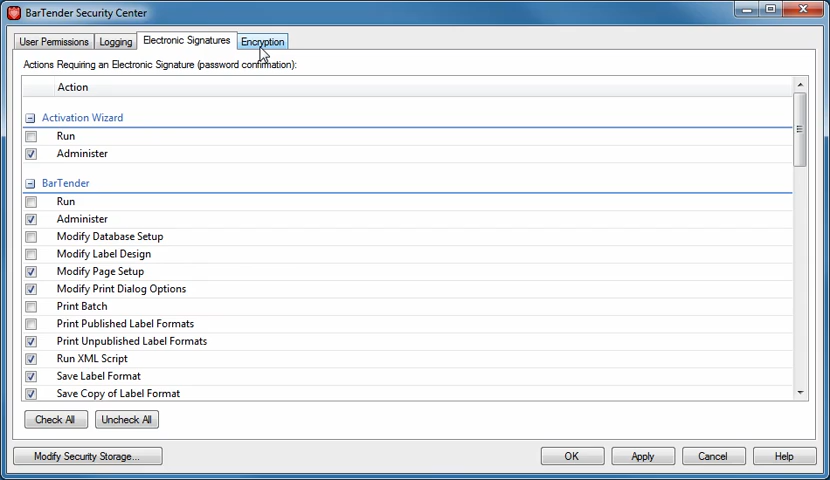 BarTender Security Center
User Permissions Logging Electronic Signatures Encryption
Actions Requiring an Electronic Signature (password confirmation):
Action
Activation Wizard
Run
Administer
BarTender
Run
Administer
Modify Database Setup
Modify Label Design
Modify Page Setup
Modify Print Dialog Options
Print Batch
Print Published Label Formats
Print Unpublished Label Formats
Run XML Script
Save Label Format
Save Copy of Label Format
Check All Uncheck All
Modify Security Storage... OK Apply Cancel Help